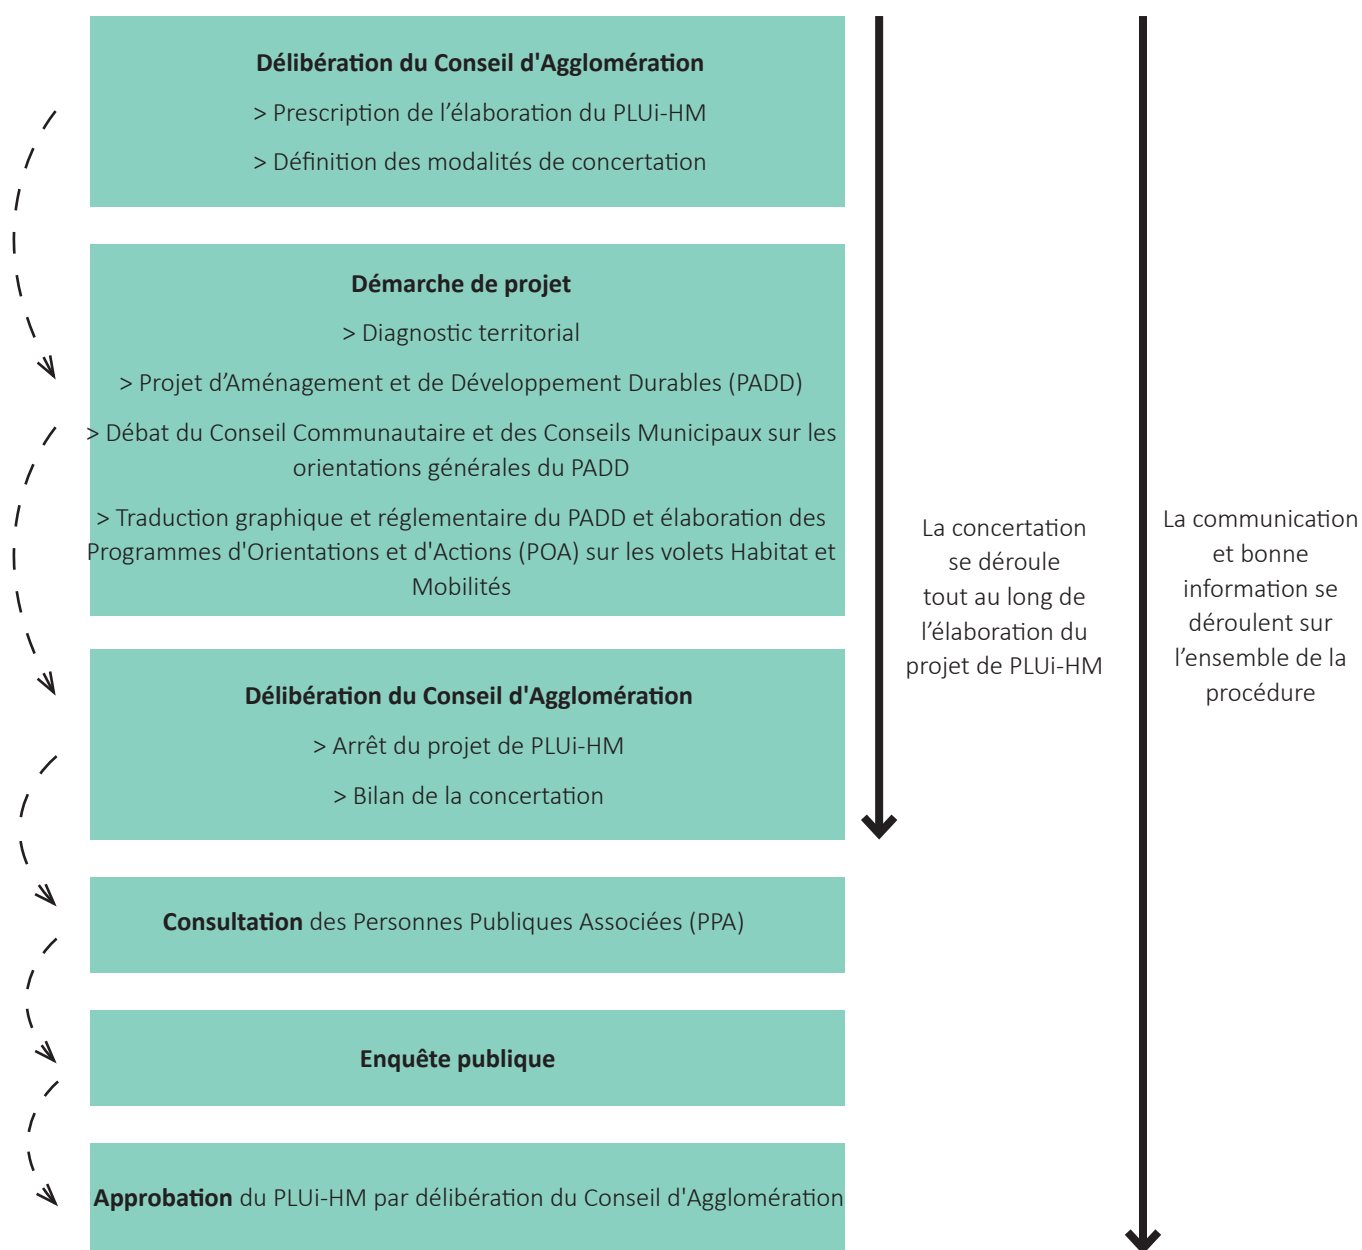 Délibération du Conseil d'Agglomération
> Prescription de l’élaboration du PLUi-HM
> Définition des modalités de concertation
Démarche de projet
> Diagnostic territorial
> Projet d’Aménagement et de Développement Durables (PADD)
> Débat du Conseil Communautaire et des Conseils Municipaux sur les
orientations générales du PADD
> Traduction graphique et réglementaire du PADD et élaboration des
Programmes d'Orientations et d'Actions (POA) sur les volets Habitat et
Mobilités
Délibération du Conseil d'Agglomération
> Arrêt du projet de PLUi-HM
> Bilan de la concertation
Consultation des Personnes Publiques Associées (PPA)
Enquête publique
Approbation du PLUi-HM par délibération du Conseil d'Agglomération
La concertation
se déroule
tout au long de
l’élaboration du
projet de PLUi-HM
La communication
et bonne
information se
déroulent sur
l’ensemble de la
procédure